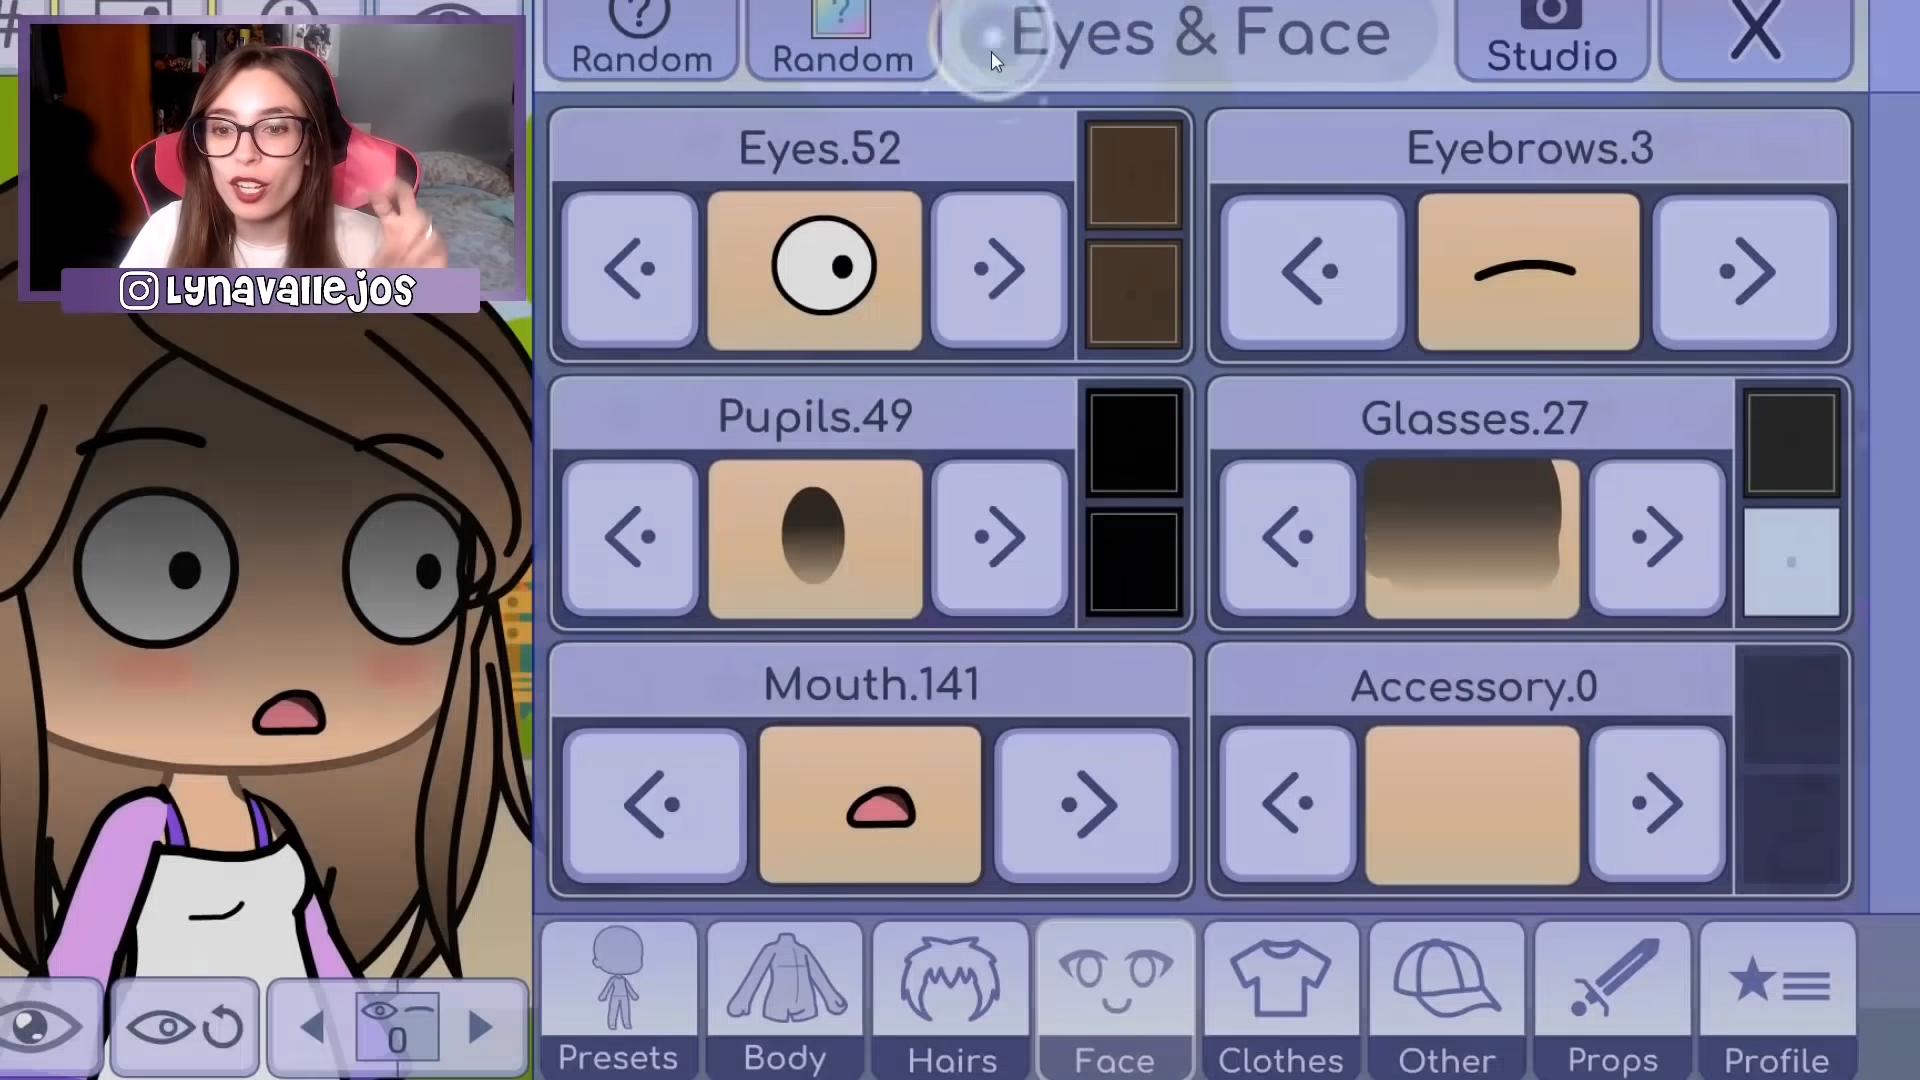 #
?
Random
?
Random
Eyes & Face
Studio
X
lynavallejos
Eyes.52
Eyebrows.3
Pupils.49
Glasses.27
Mouth.141
Accessory.0
0
Presets
Body
Hairs
Face
Clothes
Other
Props
Profile